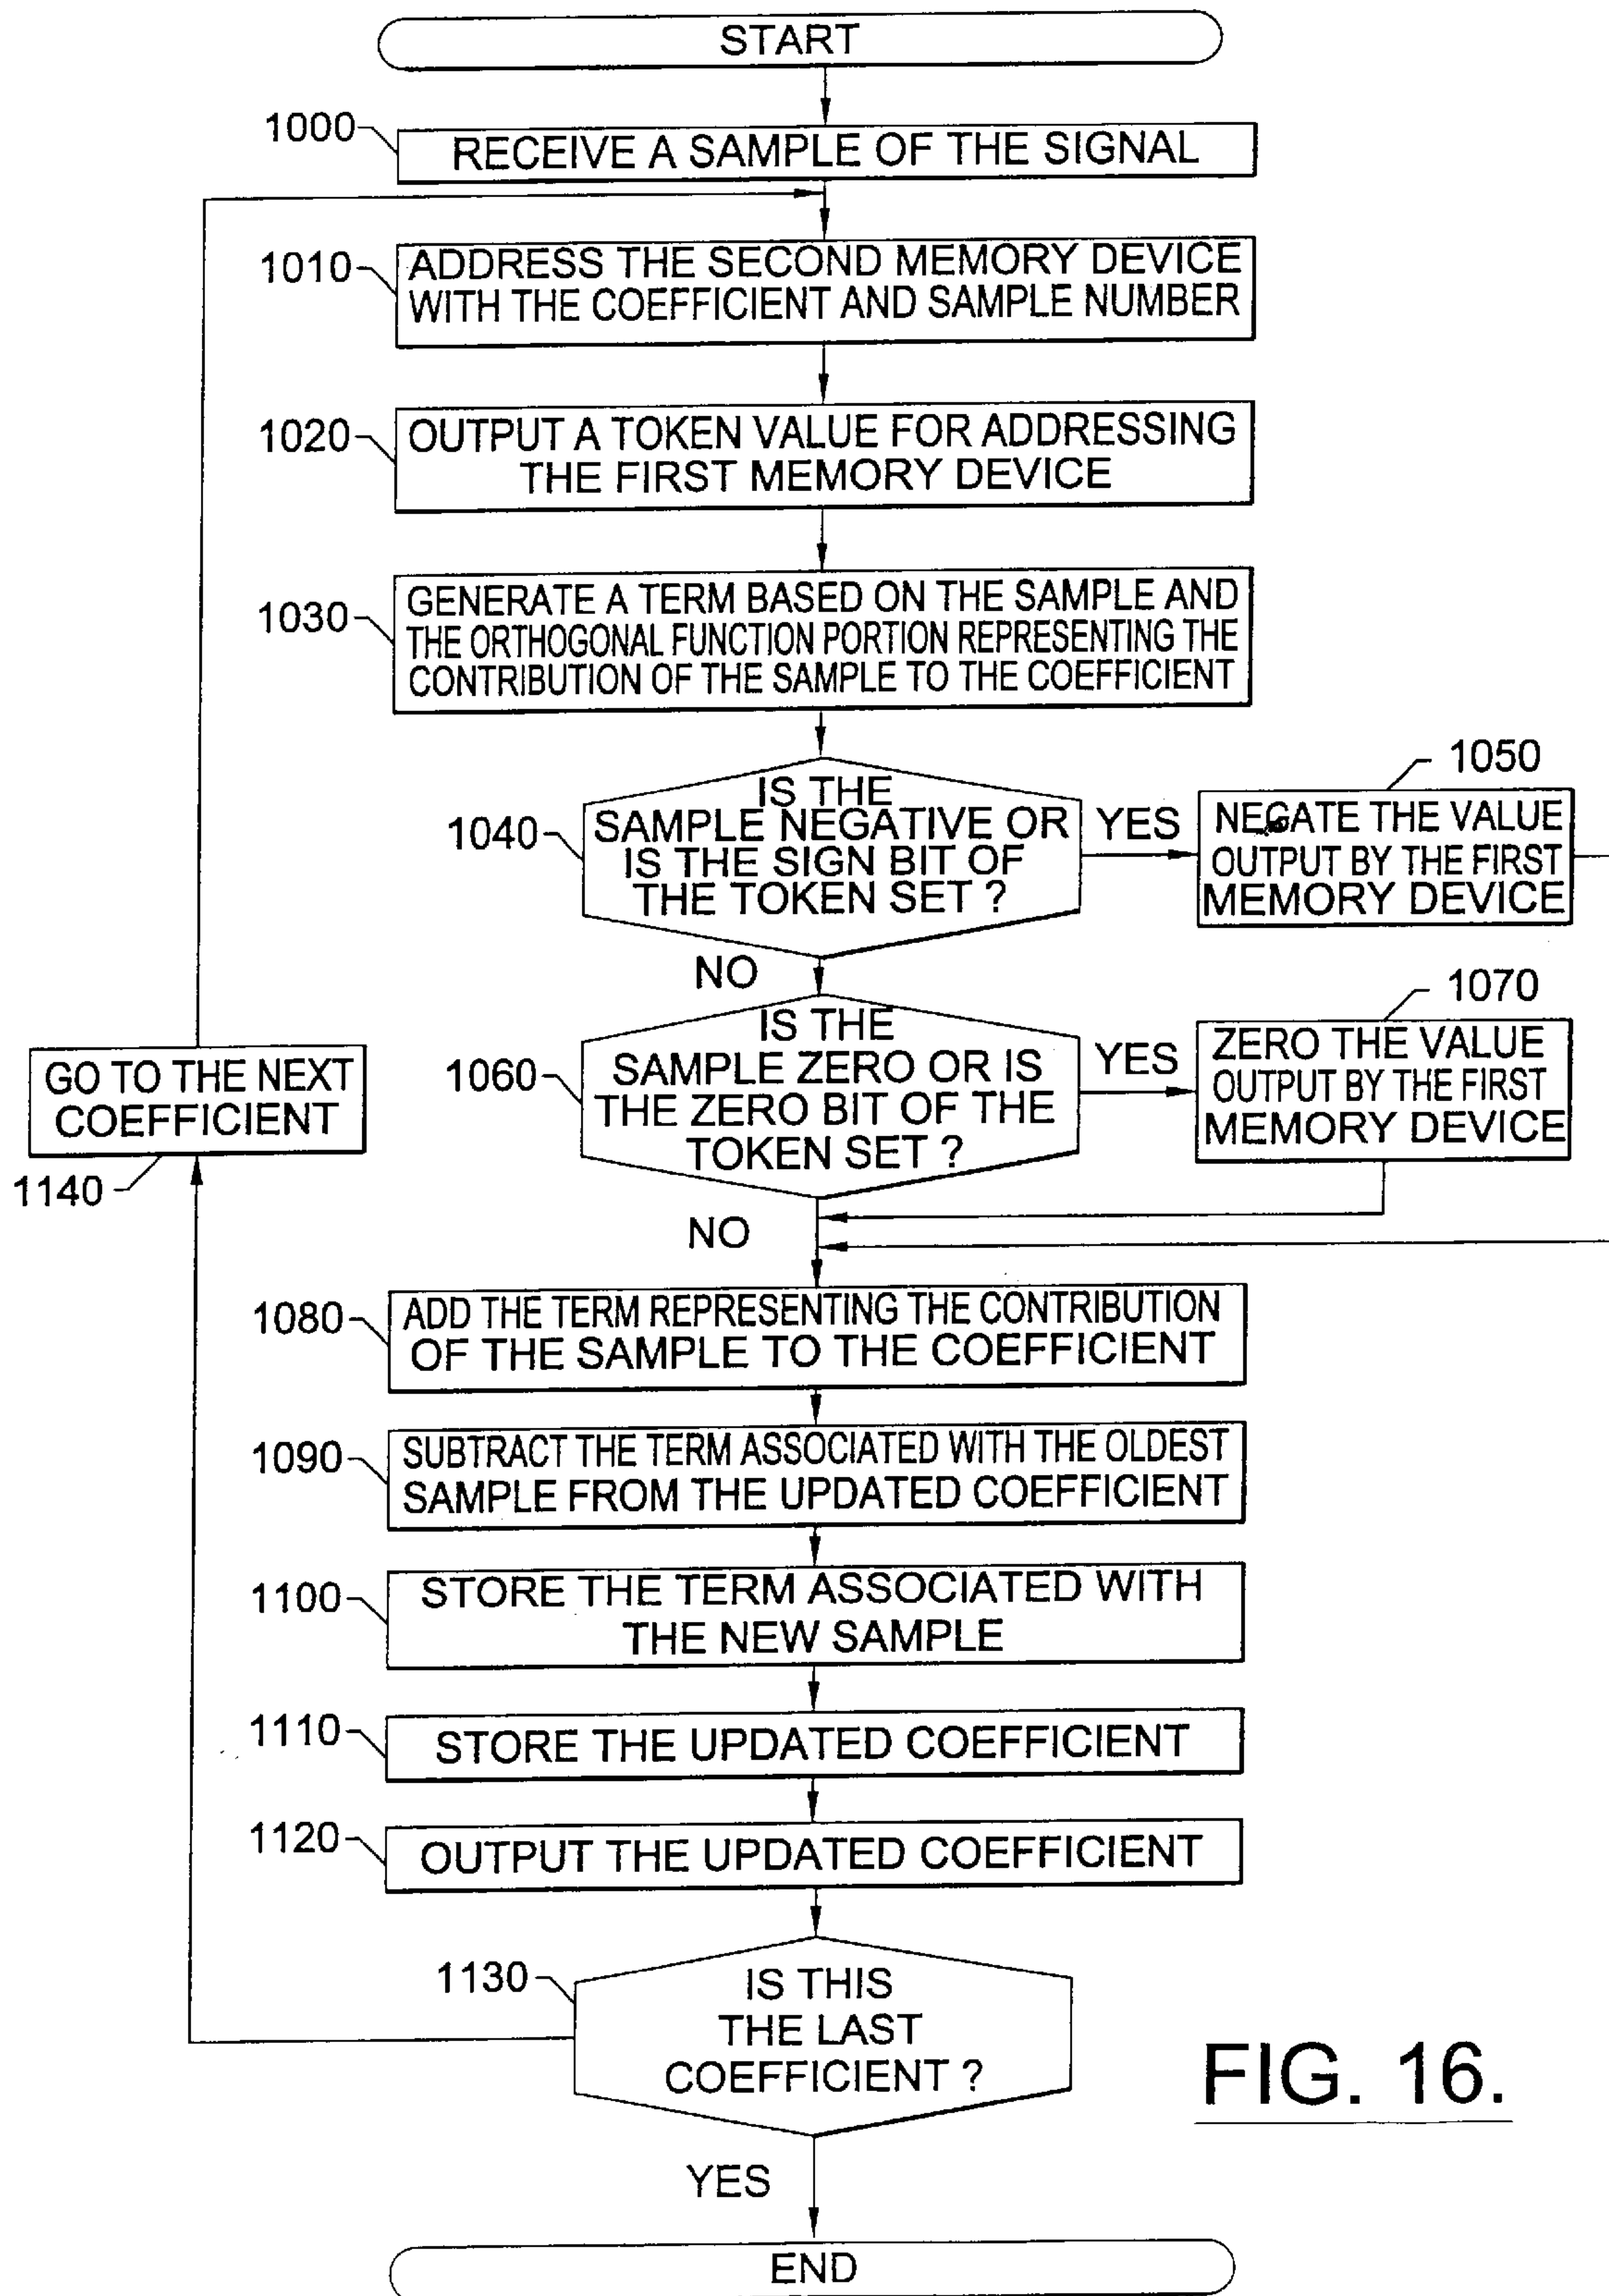 START
1000
RECEIVE A SAMPLE OF THE SIGNAL
1010
ADDRESS THE SECOND MEMORY DEVICE
WITH THE COEFFICIENT AND SAMPLE NUMBER
1020
OUTPUT A TOKEN VALUE FOR ADDRESSING
THE FIRST MEMORY DEVICE
1030
GENERATE A TERM BASED ON THE SAMPLE AND
THE ORTHOGONAL FUNCTION PORTION REPRESENTING THE
CONTRIBUTION OF THE SAMPLE TO THE COEFFICIENT
1040
IS THE
SAMPLE NEGATIVE OR
IS THE SIGN BIT OF
THE TOKEN SET ?
YES
1050
NEGATE THE VALUE
OUTPUT BY THE FIRST
MEMORY DEVICE
NO
1060
IS THE
SAMPLE ZERO OR IS
THE ZERO BIT OF THE
TOKEN SET ?
YES
1070
ZERO THE VALUE
OUTPUT BY THE FIRST
MEMORY DEVICE
GO TO THE NEXT
COEFFICIENT
1140
NO
1080
ADD THE TERM REPRESENTING THE CONTRIBUTION
OF THE SAMPLE TO THE COEFFICIENT
1090
SUBTRACT THE TERM ASSOCIATED WITH THE OLDEST
SAMPLE FROM THE UPDATED COEFFICIENT
1100
STORE THE TERM ASSOCIATED WITH
THE NEW SAMPLE
1110
STORE THE UPDATED COEFFICIENT
1120
OUTPUT THE UPDATED COEFFICIENT
1130
IS THIS
THE LAST
COEFFICIENT ?
YES
END
FIG. 16.